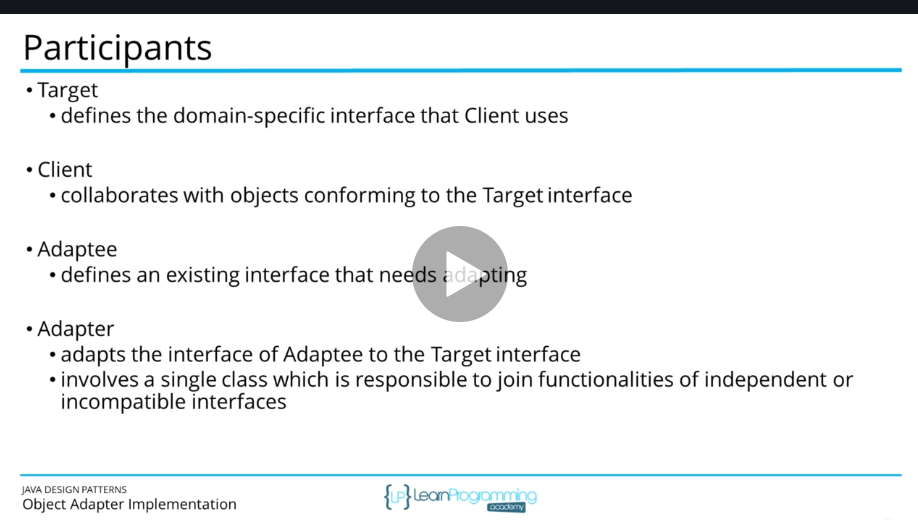 Participants
• Target
• defines the domain-specific interface that Client uses
• Client
• collaborates with objects conforming to the Target interface
• Adaptee
• defines an existing interface that needs adapting
• Adapter
• adapts the interface of Adaptee to the Target interface
• involves a single class which is responsible to join functionalities of independent or
incompatible interfaces
JAVA DESIGN PATTERNS
Object Adapter Implementation
{LP} LearnProgramming
academy